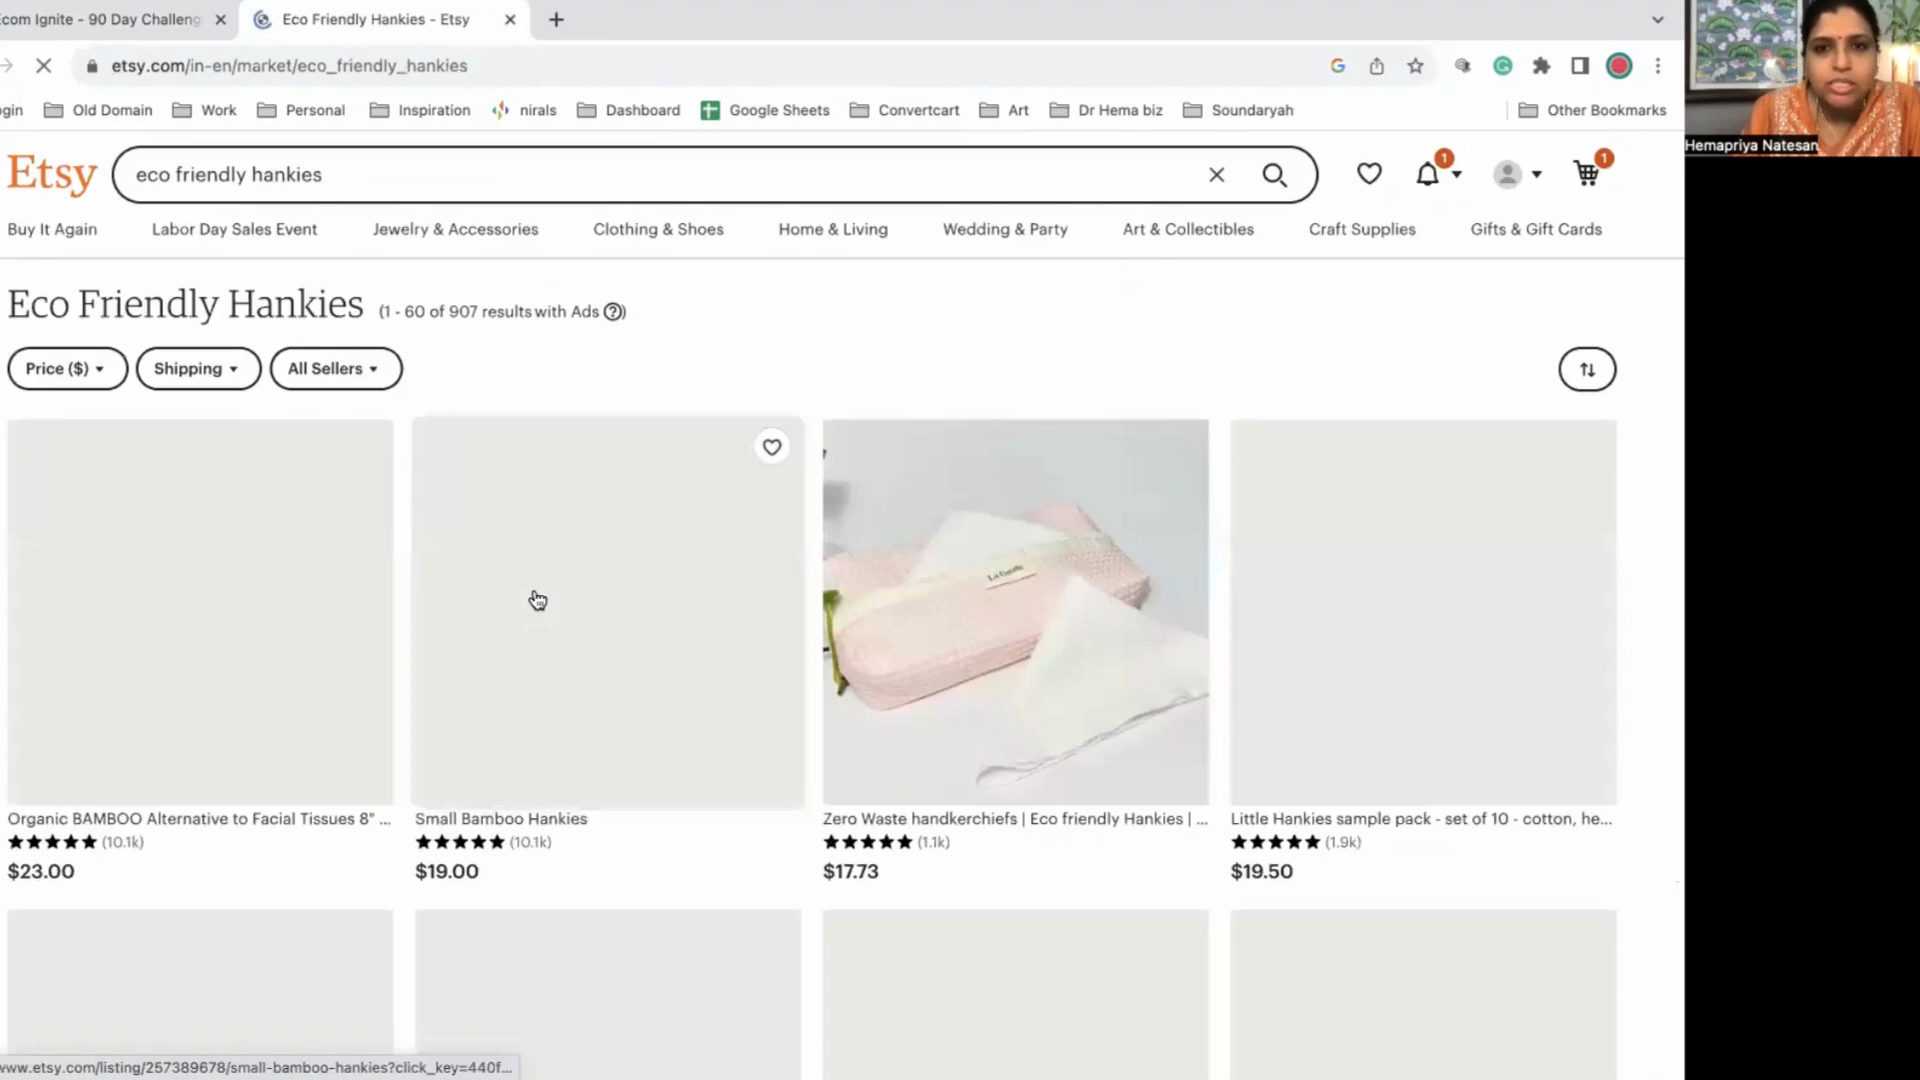 Ecom Ignite - 90 Day Challeng
Eco Friendly Hankies - Etsy
etsy.com/in-en/market/eco_friendly_hankies
ogin
Old Domain
Work
Personal
Inspiration
nirals
Dashboard
Google Sheets
Convertcart
Art
Dr Hema biz
Soundaryah
Other Bookmarks
Hemapriya Natesan
Etsy
eco friendly hankies
1
1
Buy It Again
Labor Day Sales Event
Jewelry & Accessories
Clothing & Shoes
Home & Living
Wedding & Party
Art & Collectibles
Craft Supplies
Gifts & Gift Cards
Eco Friendly Hankies (1 - 60 of 907 results with Ads ?)
Price ($)
Shipping
All Sellers
Organic BAMBOO Alternative to Facial Tissues 8" ...
(10.1k)
$23.00
Small Bamboo Hankies
(10.1k)
$19.00
Zero Waste handkerchiefs | Eco friendly Hankies | ...
(1.1k)
$17.73
Little Hankies sample pack - set of 10 - cotton, he...
(1.9k)
$19.50
www.etsy.com/listing/257389678/small-bamboo-hankies?click_key=440f...